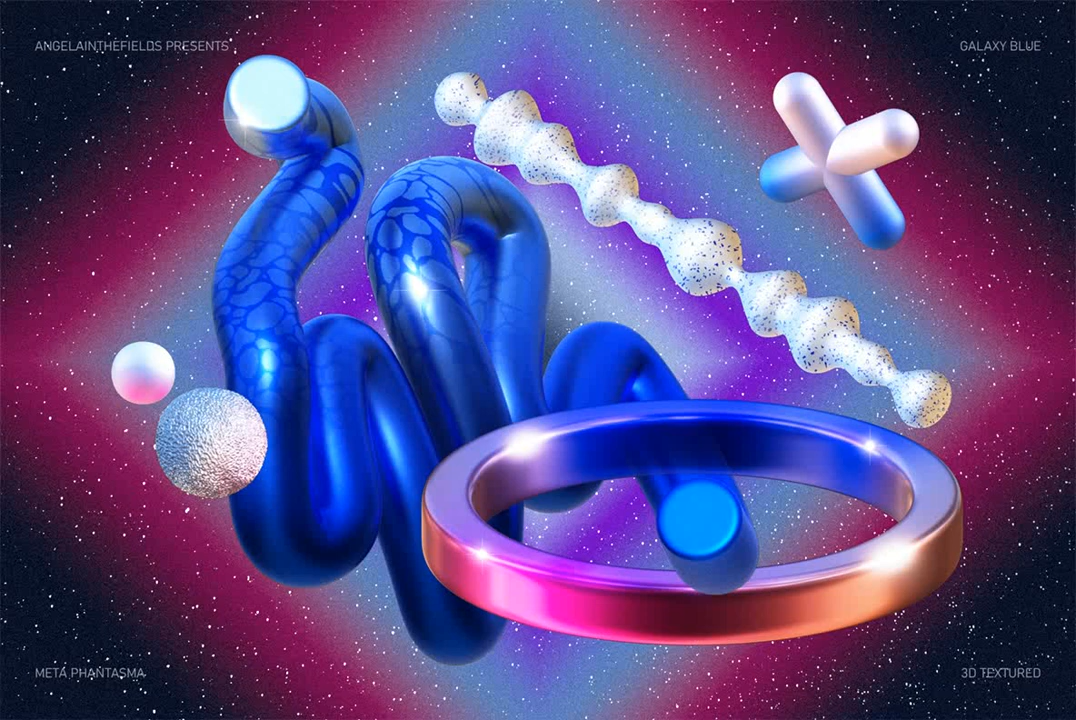 ANGELAINTHEFIELDS PRESENTS
GALAXY BLUE
META PHANTASMA
3D TEXTURED